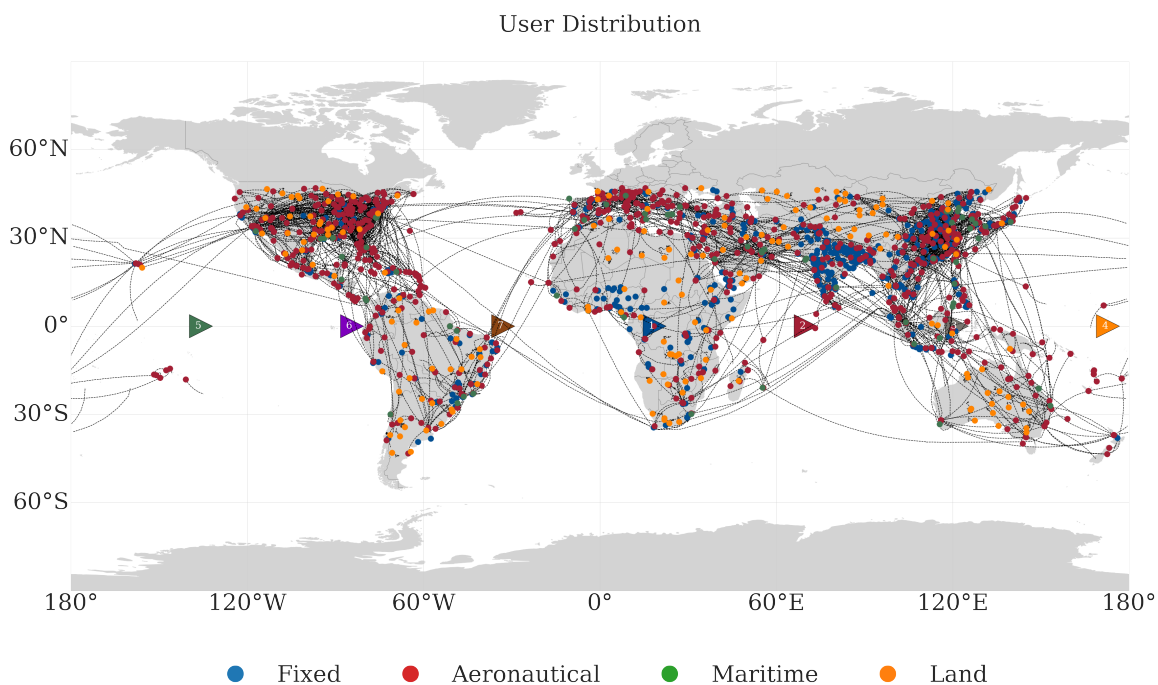 User Distribution
60°N
30°N
0°
30°S
60°S
5
6
7
1
2
4
180° 120°W 60°W 0° 60°E 120°E 180°
Fixed Aeronautical Maritime Land